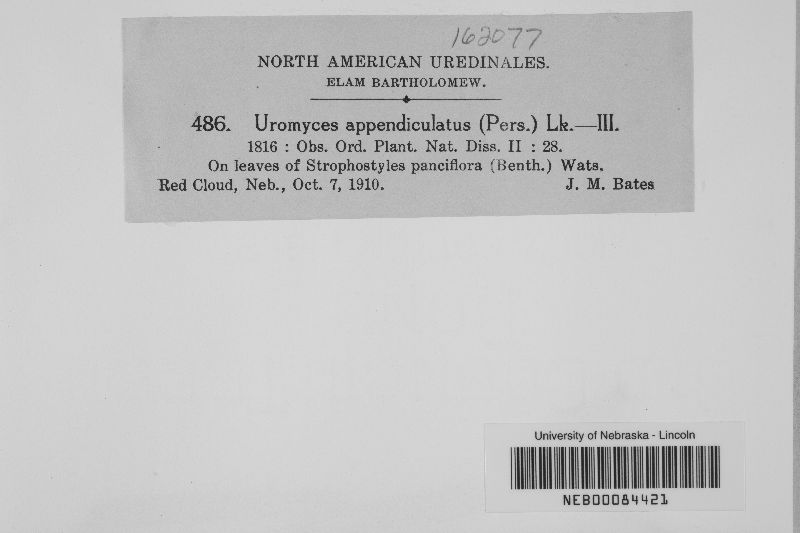 162077
NORTH AMERICAN UREDINALES.
ELAM BARTHOLOMEW.
486. Uromyces appendiculatus (Pers.) Lk.—III.
1816 : Obs. Ord. Plant. Nat. Diss. II : 28.
On leaves of Strophostyles panciflora (Benth.) Wats.
Red Cloud, Neb., Oct. 7, 1910. J. M. Bates
University of Nebraska - Lincoln
NEB00084421